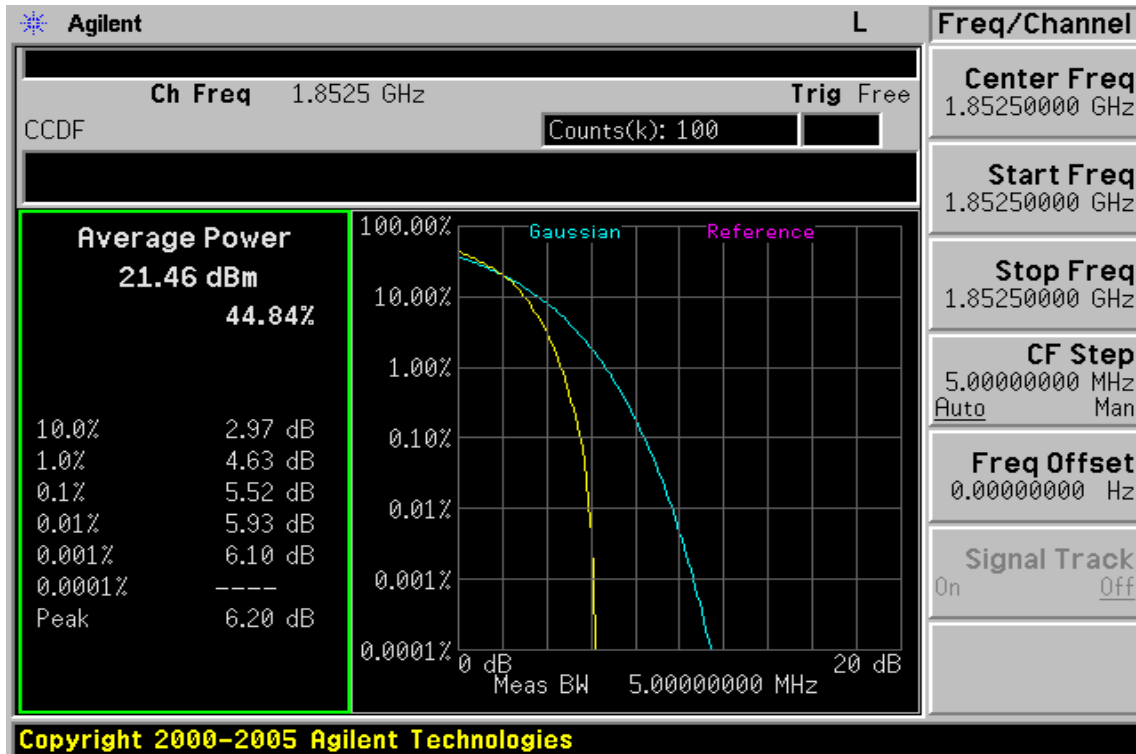 Agilent
L
Freq/Channel
Ch Freq 1.8525 GHz
Trig Free
CCDF
Counts(k): 100
Average Power
21.46 dBm
44.84%
10.0% 2.97 dB
1.0% 4.63 dB
0.1% 5.52 dB
0.01% 5.93 dB
0.001% 6.10 dB
0.0001% ----
Peak 6.20 dB
Gaussian
Reference
100.00%
10.00%
1.00%
0.10%
0.01%
0.001%
0.0001%
0 dB
20 dB
Meas BW 5.00000000 MHz
Center Freq
1.85250000 GHz
Start Freq
1.85250000 GHz
Stop Freq
1.85250000 GHz
CF Step
5.00000000 MHz
Auto Man
Freq Offset
0.00000000 Hz
Signal Track
On Off
Copyright 2000-2005 Agilent Technologies